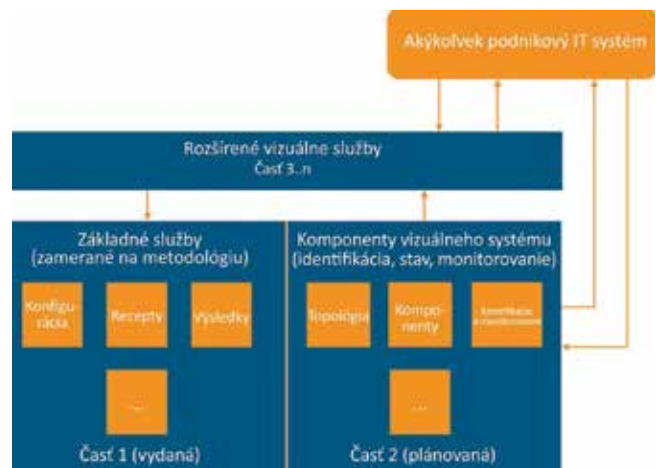 Akýkoľvek podnikový IT systém
Rozšírené vizuálne služby
Časť 3..n
Základné služby
(zamerané na metodológiu)
Konfigu-
rácia
Recepty
Výsledky
....
Časť 1 (vydaná)
Komponenty vizuálneho systému
(identifikácia, stav, monitorovanie)
Topológia
Kompo-
nenty
a monitorovanie
....
Časť 2 (plánovaná)